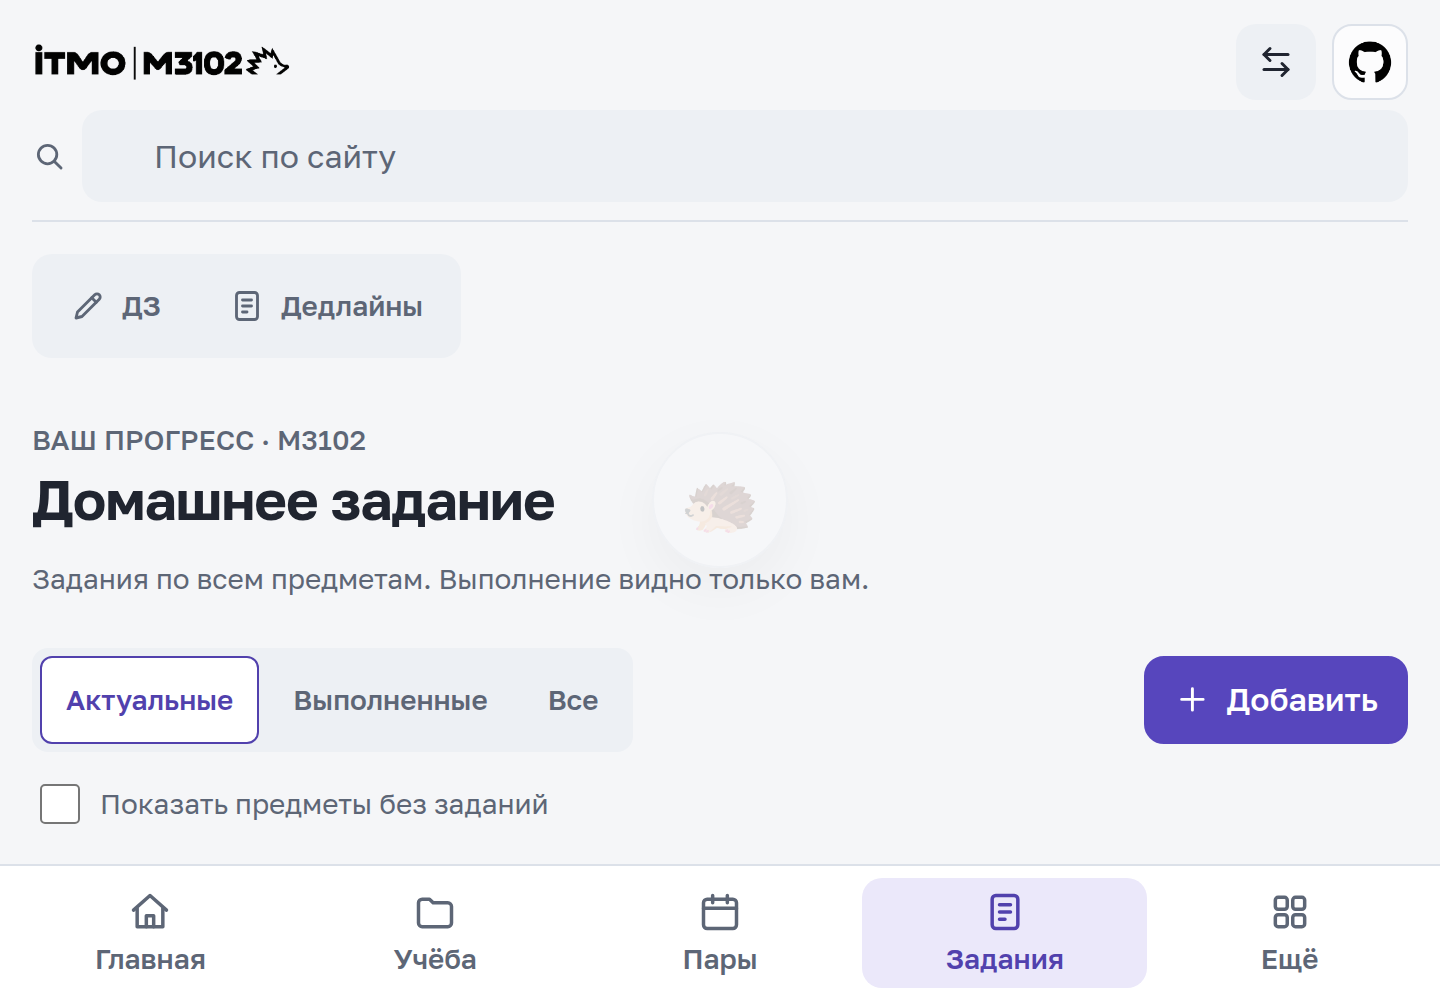 iTMO | M3102
Поиск по сайту
ДЗ Дедлайны
ВАШ ПРОГРЕСС · M3102
Домашнее задание
Задания по всем предметам. Выполнение видно только вам.
Актуальные Выполненные Все Добавить
Показать предметы без заданий
Главная Учёба Пары Задания Ещё